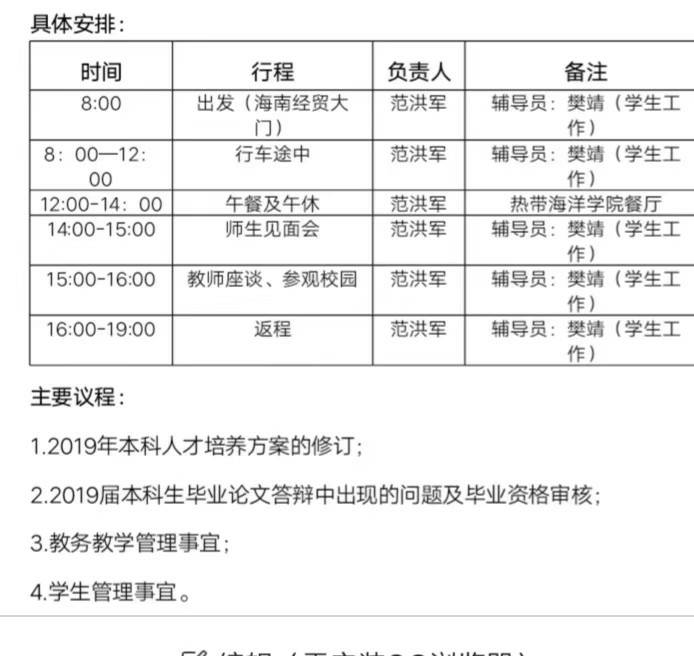 具体安排：
时间 行程 负责人 备注
8:00 出发（海南经贸大 范洪军 辅导员：樊靖（学生工
门） 作）
8：00—12： 行车途中 范洪军 辅导员：樊靖（学生工
00 作）
12:00-14：00 午餐及午休 范洪军 热带海洋学院餐厅
14:00-15:00 师生见面会 范洪军 辅导员：樊靖（学生工
作）
15:00-16:00 教师座谈、参观校园 范洪军 辅导员：樊靖（学生工
作）
16:00-19:00 返程 范洪军 辅导员：樊靖（学生工
作）
主要议程：
1.2019年本科人才培养方案的修订；
2.2019届本科生毕业论文答辩中出现的问题及毕业资格审核；
3.教务教学管理事宜；
4.学生管理事宜。